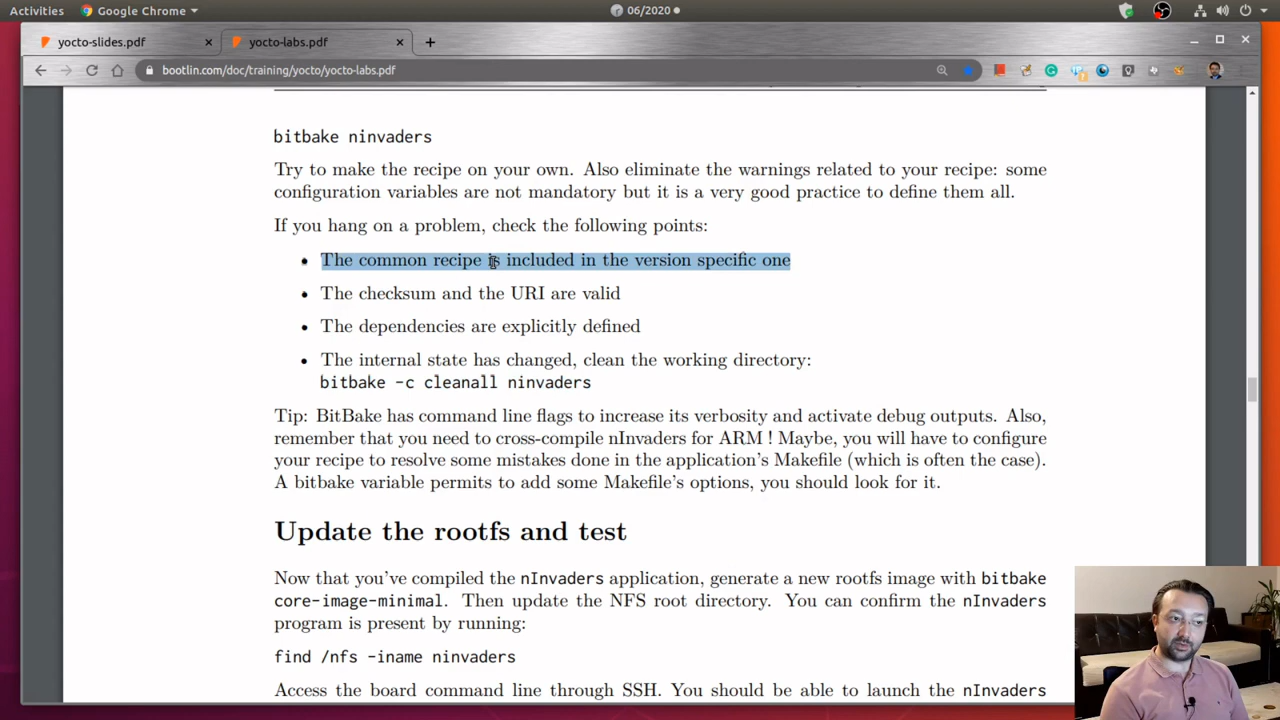 Activities Google Chrome 06/2020
yocto-slides.pdf yocto-labs.pdf
bootlin.com/doc/training/yocto/yocto-labs.pdf
bitbake ninvaders
Try to make the recipe on your own. Also eliminate the warnings related to your recipe: some
configuration variables are not mandatory but it is a very good practice to define them all.
If you hang on a problem, check the following points:
• The common recipe is included in the version specific one
• The checksum and the URI are valid
• The dependencies are explicitly defined
• The internal state has changed, clean the working directory:
bitbake -c cleanall ninvaders
Tip: BitBake has command line flags to increase its verbosity and activate debug outputs. Also,
remember that you need to cross-compile nInvaders for ARM ! Maybe, you will have to configure
your recipe to resolve some mistakes done in the application's Makefile (which is often the case).
A bitbake variable permits to add some Makefile's options, you should look for it.
Update the rootfs and test
Now that you've compiled the nInvaders application, generate a new rootfs image with bitbake
core-image-minimal. Then update the NFS root directory. You can confirm the nInvaders
program is present by running:
find /nfs -iname ninvaders
Access the board command line through SSH. You should be able to launch the nInvaders